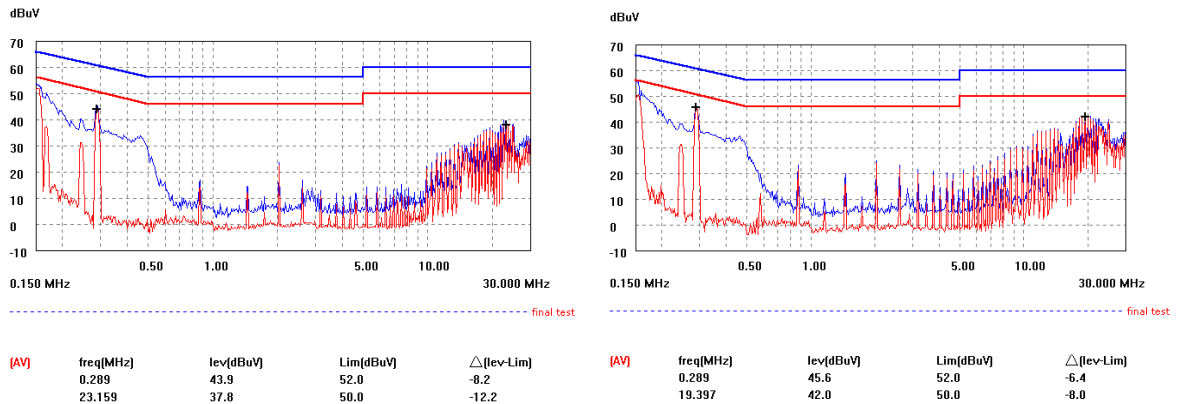 dBuV
70
60
50
40
30
20
10
0
-10
0.50 1.00 5.00 10.00
0.150 MHz 30.000 MHz
final test
(AV) freq(MHz) lev(dBuV) Lim(dBuV) △(lev-Lim)
0.289 43.9 52.0 -8.2
23.159 37.8 50.0 -12.2
dBuV
70
60
50
40
30
20
10
0
-10
0.50 1.00 5.00 10.00
0.150 MHz 30.000 MHz
final test
(AV) freq(MHz) lev(dBuV) Lim(dBuV) △(lev-Lim)
0.289 45.6 52.0 -6.4
19.397 42.0 50.0 -8.0